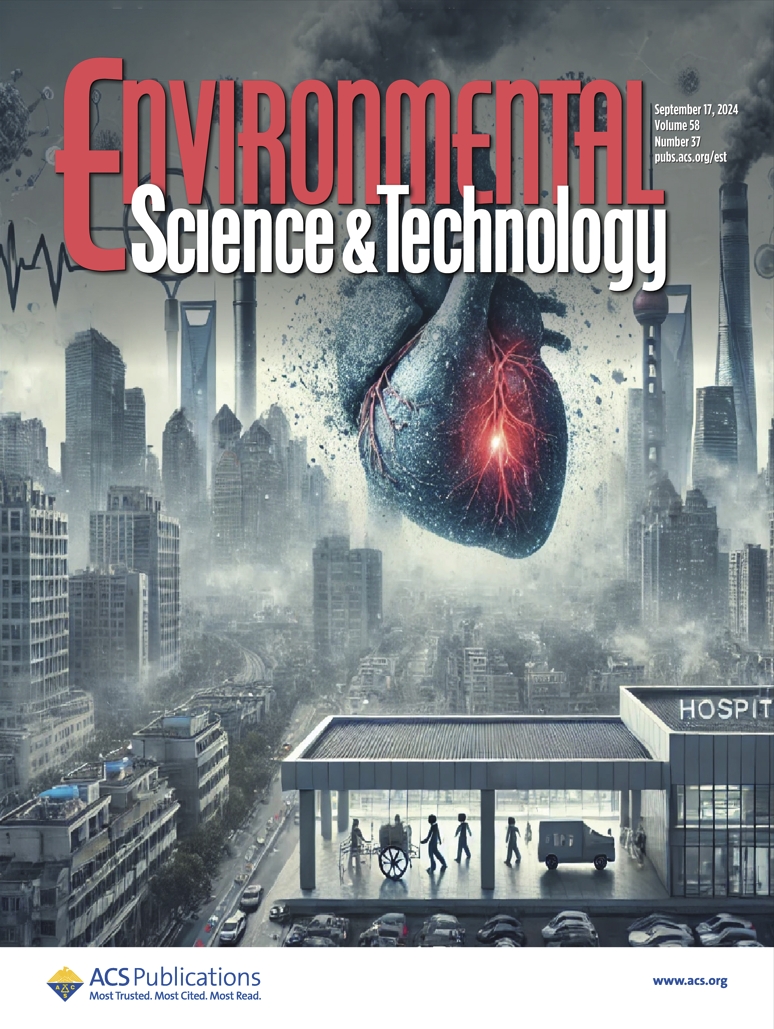 ENVIRONMENTAL
Science & Technology
September 17, 2024
Volume 58
Number 37
pubs.acs.org/est
HOSPIT
ACS Publications
Most Trusted. Most Cited. Most Read.
www.acs.org